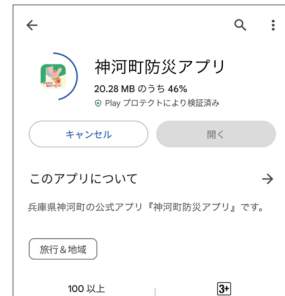 神河町防災アプリ
20.28 MB のうち 46%
Play プロテクトにより検証済み
キャンセル
開く
このアプリについて
兵庫県神河町の公式アプリ『神河町防災アプリ』です。
旅行＆地域
100 以上
3+